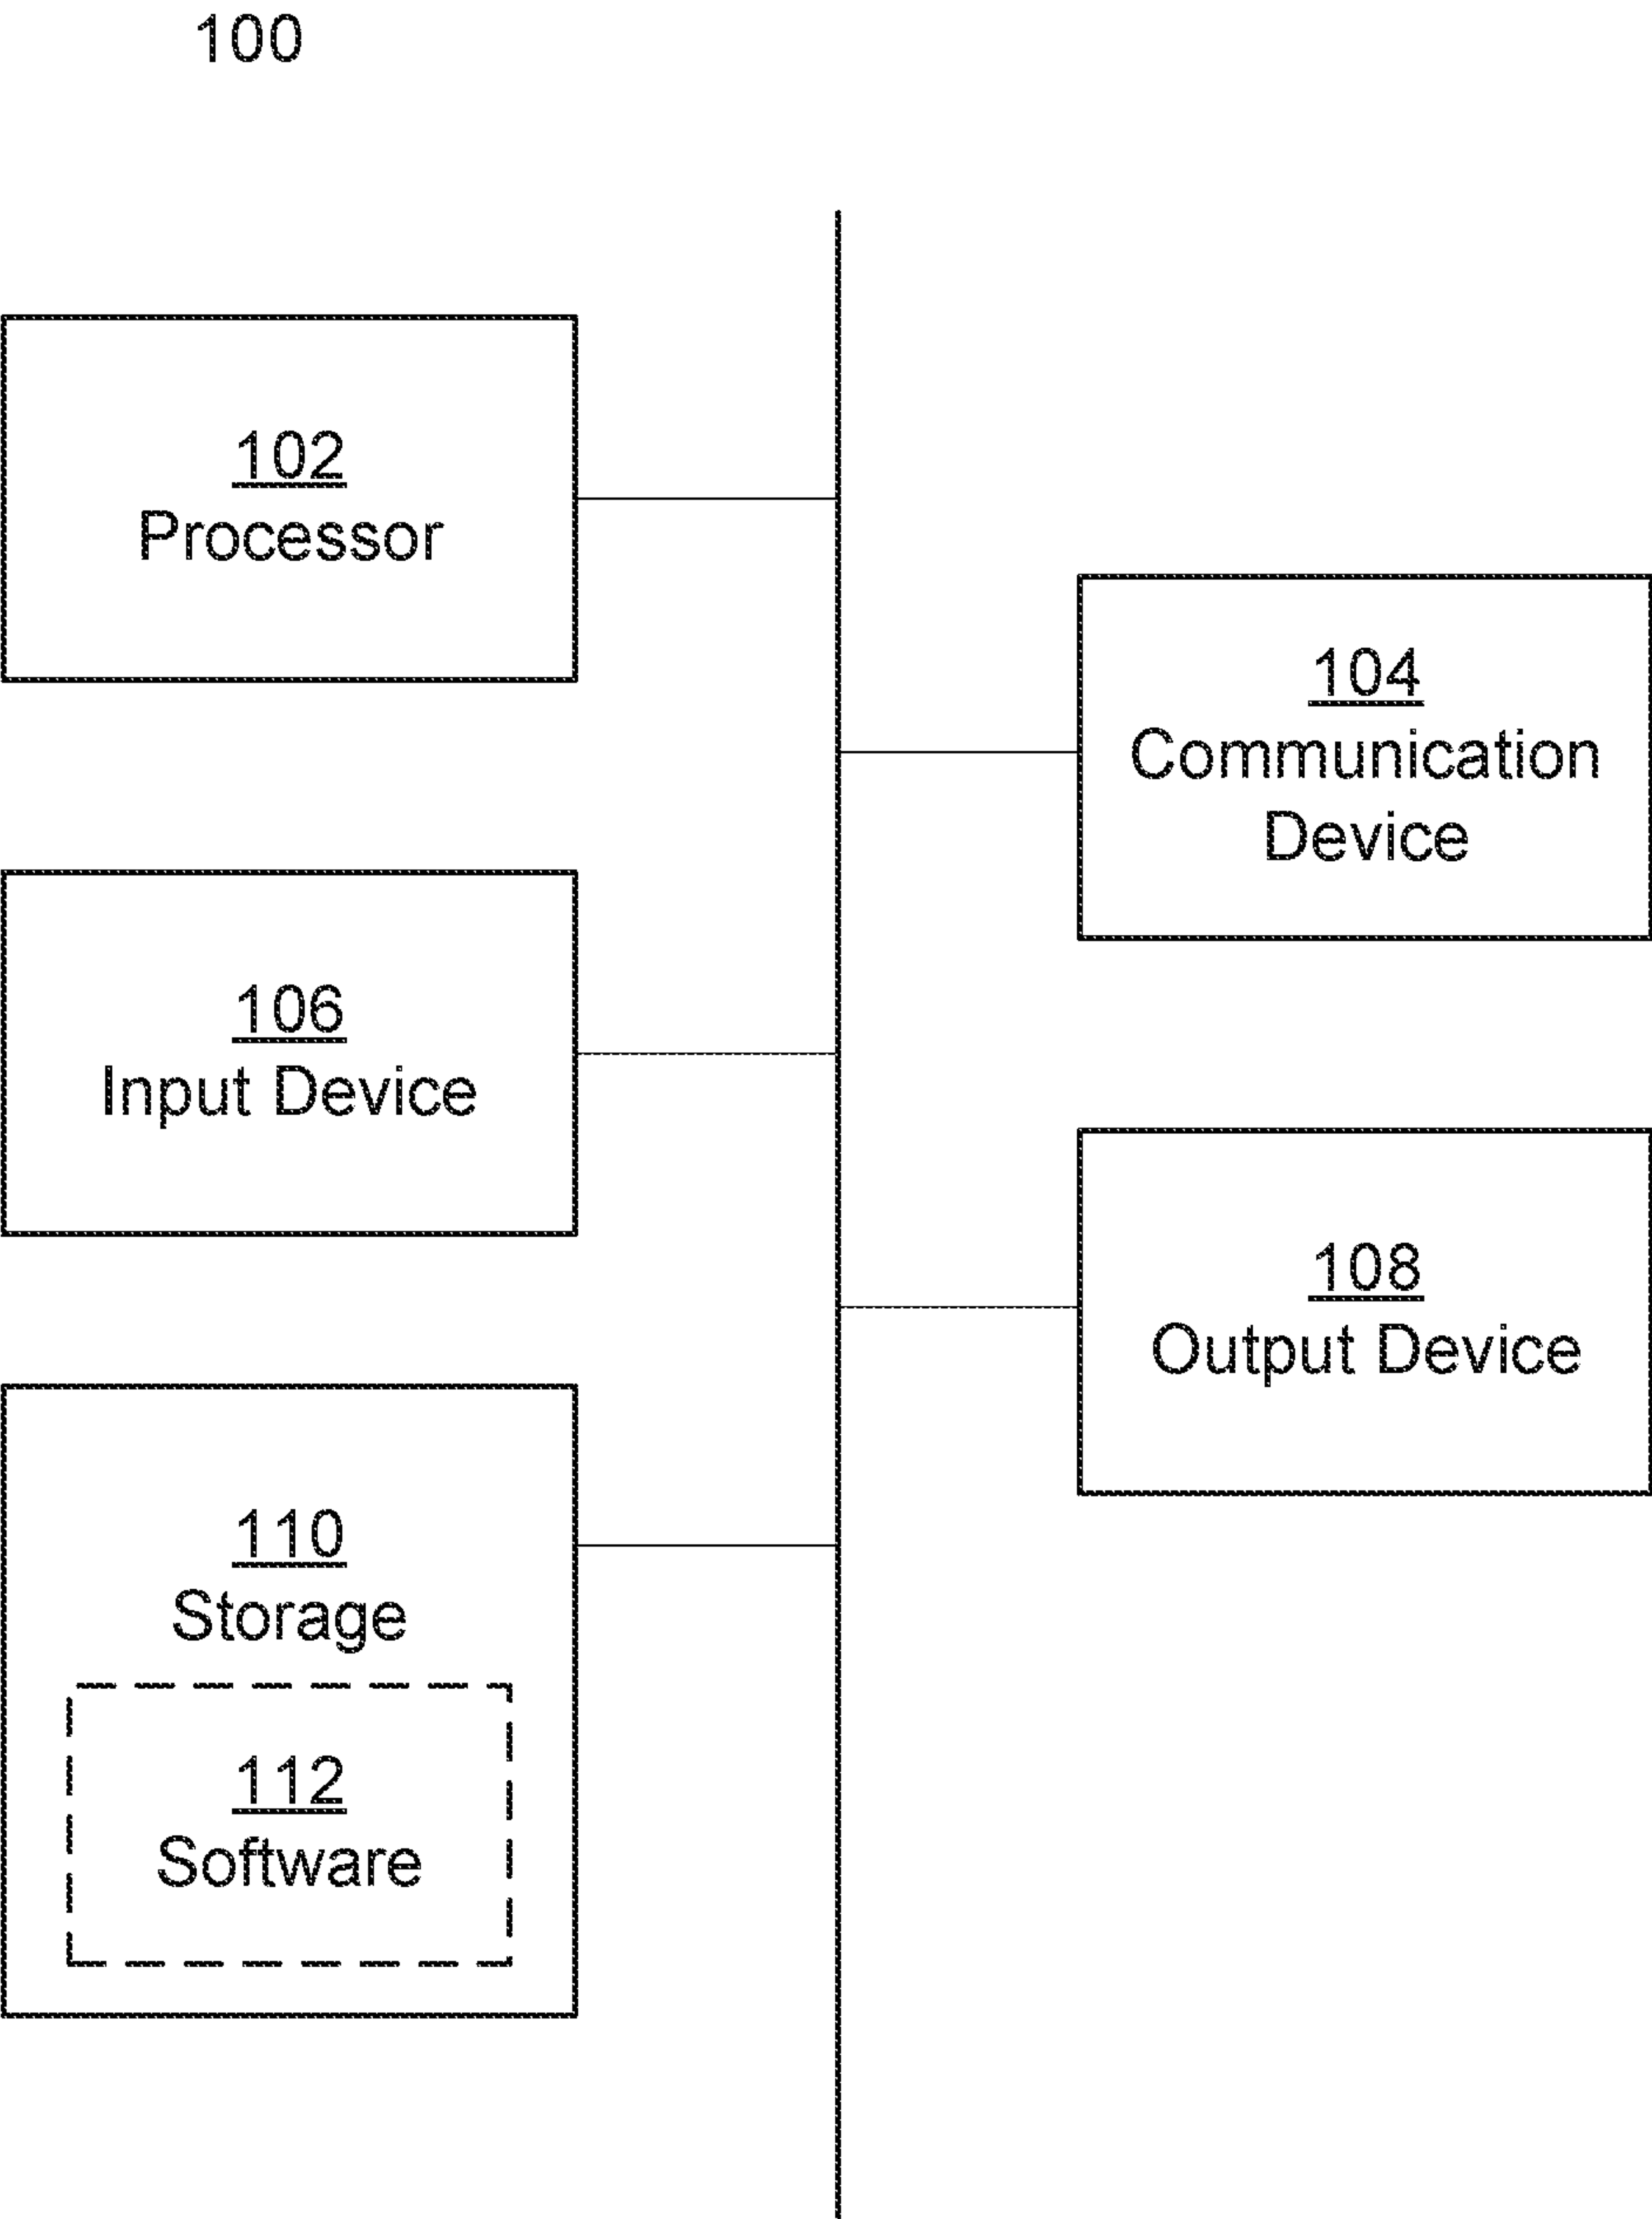 100
102
Processor
104
Communication
Device
106
Input Device
108
Output Device
110
Storage
112
Software